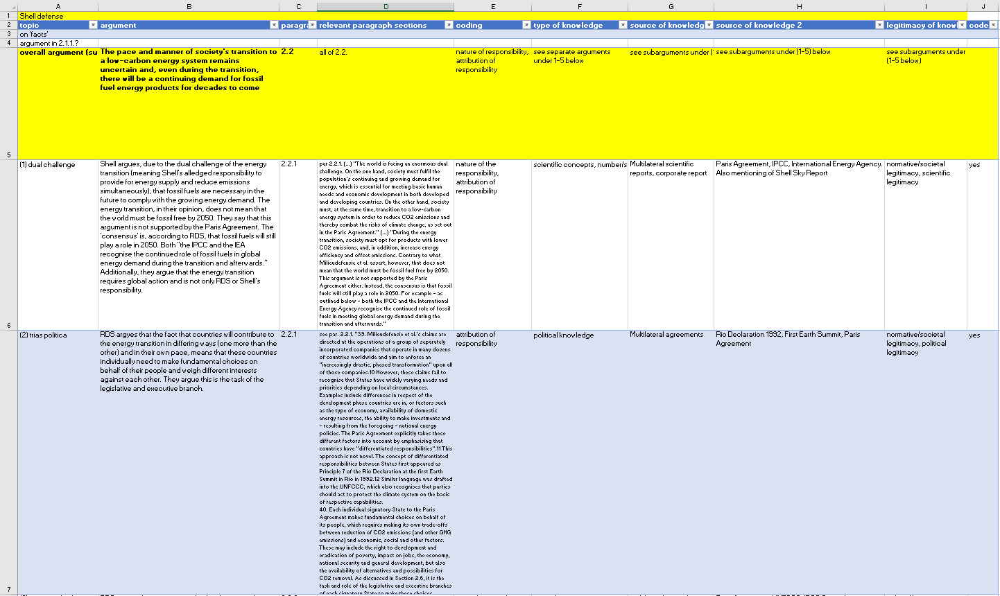 A B C D E F G H I J
1 Shell defense
2 topic argument paragra relevant paragraph sections coding type of knowledge source of knowledg source of knowledge 2 legitimacy of know code
3 on 'facts'
4 argument in 2.1.1.?
5
overall argument (su
The pace and manner of society's transition to
a low-carbon energy system remains
uncertain and, even during the transition,
there will be a continuing demand for fossil
fuel energy products for decades to come
2.2
all of 2.2.
nature of responsibility,
attribution of
responsibility
see separate arguments
under 1-5 below
see subarguments under (
see subarguments under (1-5) below
see subarguments under
(1-5 below)
6
(1) dual challenge
Shell argues, due to the dual challenge of the energy
transition (meaning Shell's alledged responsibility to
provide for energy supply and reduce emissions
simultaneously), that fossil fuels are necessary in the
future to comply with the growing energy demand. The
energy transition, in their opinion, does not mean that
the world must be fossil free by 2050. They say that this
argument is not supported by the Paris Agreement. The
'consensus' is, according to RDS, that fossil fuels will still
play a role in 2050. Both "the IPCC and the IEA
recognise the continued role of fossil fuels in global
energy demand during the transition and afterwards."
Additionally, they argue that the energy transition
requires global action and is not only RDS or Shell's
responsibility.
2.2.1
par 2.2.1. (...) "The world is facing an enormous dual
challenge. On the one hand, society must fulfil the
population's continuing and growing demand for
energy, which is essential for meeting basic human
needs and economic development in both developed
and developing countries. On the other hand, society
must, at the same time, transition to a low-carbon
energy system in order to reduce CO2 emissions and
thereby combat the risks of climate change, as set out
in the Paris Agreement." (...) "During the energy
transition, society must opt for products with lower
CO2 emissions, and, in addition, increase energy
efficiency and offset emissions. Contrary to what
Milieudefensie et al. assert, however, that does not
mean that the world must be fossil fuel free by 2050.
This argument is not supported by the Paris
Agreement either. Instead, the consensus is that fossil
fuels will still play a role in 2050. For example - as
outlined below - both the IPCC and the International
Energy Agency recognise the continued role of fossil
fuels in meeting global energy demand during the
transition and afterwards."
nature of the
responsibility,
attribution of
responsibility
scientific concepts, number/s
Multilateral scientific
reports, corporate report
Paris Agreement, IPCC, International Energy Agency.
Also mentioning of Shell Sky Report
normative/societal
legitimacy, scientific
legitimacy
yes
7
(2) trias politica
RDS argyes that the fact that countries will contribute to
the energy transition in differing ways (one more than the
other) and in their own pace, means that these countries
individually need to make fundamental choices on
behalf of their people and weigh different interests
against each other. They argue this is the task of the
legislative and executive branch.
2.2.1
see par. 2.2.1. "39. Milieudefensie et al.'s claims are
directed at the operations of a group of separately
incorporated companies that operate in many dozens
of countries worldwide and aim to enforce an
"increasingly drastic, phased transformation" upon all
of those companies.10 However, these claims fail to
recognise that States have widely varying needs and
priorities depending on local circumstances.
Examples include differences in respect of the
development phase countries are in, or factors such
as the type of economy, availability of domestic
energy resources, the ability to make investments and
- resulting from the foregoing - national energy
policies. The Paris Agreement explicitly takes these
different factors into account by emphasising that
countries have "differentiated responsibilities".11 This
approach is not novel. The concept of differentiated
responsibilities between States first appeared as
Principle 7 of the Rio Declaration at the first Earth
Summit in Rio in 1992.12 Similar language was drafted
into the UNFCCC, which also recognises that parties
should act to protect the climate system on the basis
of respective capabilities.
40. Each individual signatory State to the Paris
Agreement makes fundamental choices on behalf of
its people, which requires making its own trade-offs
between reduction of CO2 emissions (and other GHG
emissions) and economic, social and other factors.
These may include the right to development and
eradication of poverty, impact on jobs, the economy,
national security and general development, but also
the availability of alternatives and possibilities for
CO2 removal. As discussed in Section 2.6, it is the
task and role of the legislative and executive branches
of each signatory State to make these choices
attribution of
responsibility
political knowledge
Multilateral agreements
Rio Declaration 1992, First Earth Summit, Paris
Agreement
normative/societal
legitimacy, political
legitimacy
yes